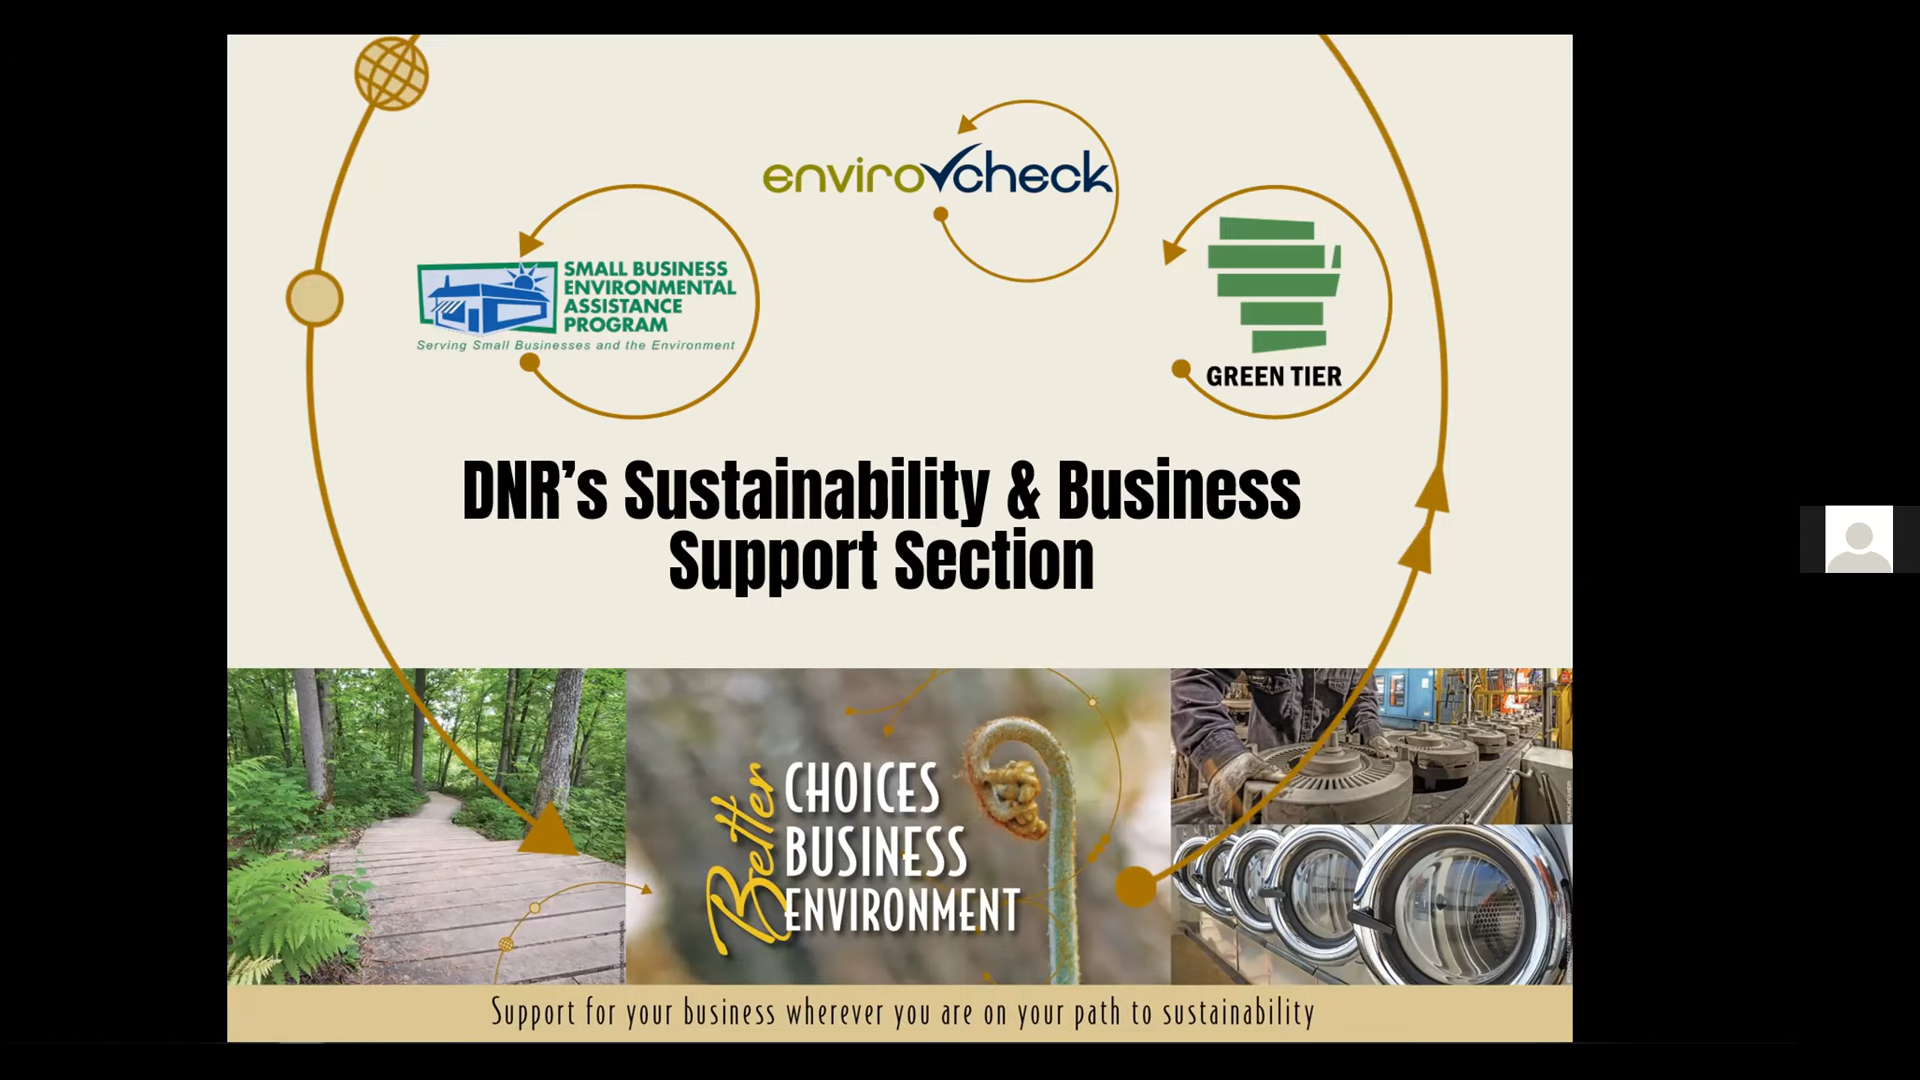 enviro✓check
SMALL BUSINESS
ENVIRONMENTAL
ASSISTANCE
PROGRAM
Serving Small Businesses and the Environment
GREEN TIER
DNR’s Sustainability & Business
Support Section
Better
CHOICES
BUSINESS
ENVIRONMENT
Support for your business wherever you are on your path to sustainability